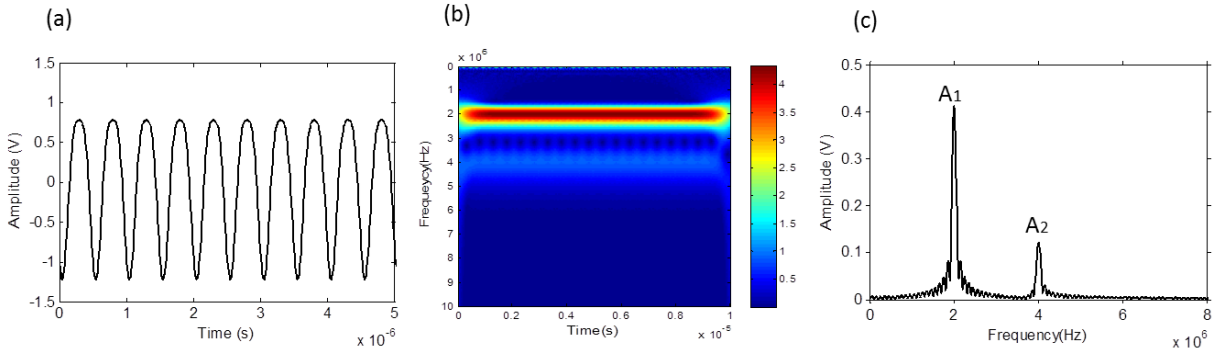 (a)
1.5
1
0.5
0
-0.5
-1
-1.5
Amplitude (V)
0 1 2 3 4 5
Time (s)
x 10⁻⁶
(b)
x 10⁶
0
1
2
3
4
5
6
7
8
9
10
Frequeycy(Hz)
0 0.2 0.4 0.6 0.8 1
Time(s)
x 10⁻⁵
4
3.5
3
2.5
2
1.5
1
0.5
(c)
0.5
0.4
0.3
0.2
0.1
0
Amplitude (V)
A1
A2
0 2 4 6 8
Frequency(Hz)
x 10⁶